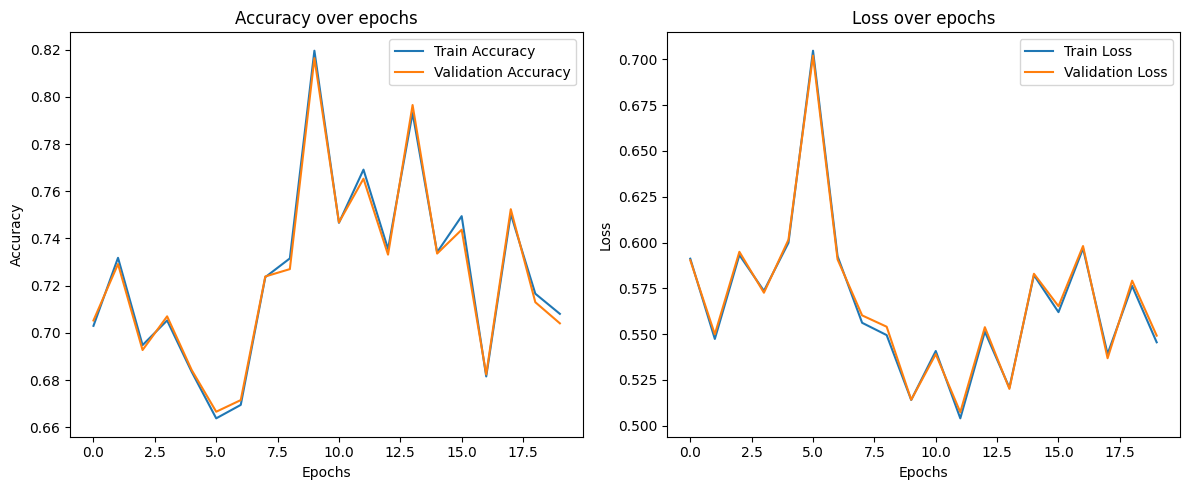 Accuracy over epochs
0.82
0.80
0.78
0.76
0.74
0.72
0.70
0.68
0.66
Accuracy
Train Accuracy
Validation Accuracy
0.0 2.5 5.0 7.5 10.0 12.5 15.0 17.5
Epochs
Loss over epochs
0.700
0.675
0.650
0.625
0.600
0.575
0.550
0.525
0.500
Loss
Train Loss
Validation Loss
0.0 2.5 5.0 7.5 10.0 12.5 15.0 17.5
Epochs